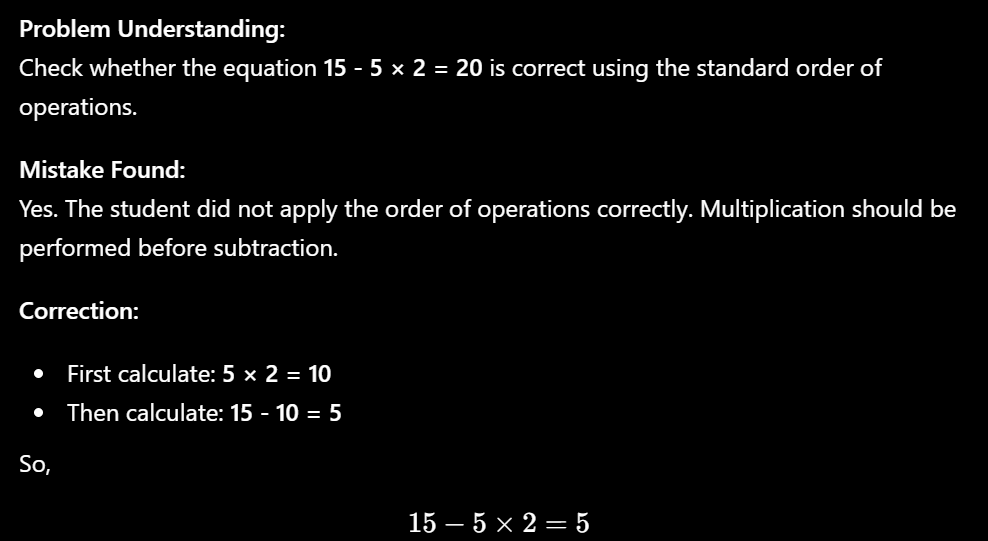 Problem Understanding:
Check whether the equation 15 - 5 × 2 = 20 is correct using the standard order of
operations.
Mistake Found:
Yes. The student did not apply the order of operations correctly. Multiplication should be
performed before subtraction.
Correction:
• First calculate: 5 × 2 = 10
• Then calculate: 15 - 10 = 5
So,
15 − 5 × 2 = 5